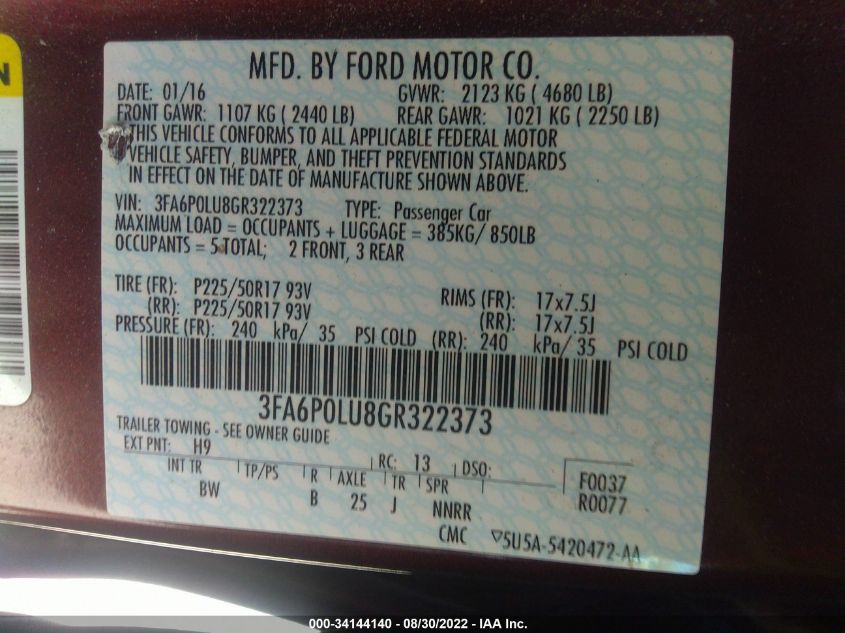 MFD. BY FORD MOTOR CO.
DATE: 01/16 GVWR: 2123 KG ( 4680 LB)
FRONT GAWR: 1107 KG ( 2440 LB) REAR GAWR: 1021 KG ( 2250 LB)
THIS VEHICLE CONFORMS TO ALL APPLICABLE FEDERAL MOTOR
VEHICLE SAFETY, BUMPER, AND THEFT PREVENTION STANDARDS
IN EFFECT ON THE DATE OF MANUFACTURE SHOWN ABOVE.
VIN: 3FA6P0LU8GR322373 TYPE: Passenger Car
MAXIMUM LOAD = OCCUPANTS + LUGGAGE = 385KG/ 850LB
OCCUPANTS = 5 TOTAL; 2 FRONT, 3 REAR
TIRE (FR): P225/50R17 93V RIMS (FR): 17x7.5J
(RR): P225/50R17 93V (RR): 17x7.5J
PRESSURE (FR): 240 kPa/ 35 PSI COLD (RR): 240 kPa/ 35 PSI COLD
3FA6P0LU8GR322373
TRAILER TOWING - SEE OWNER GUIDE
EXT PNT: H9 RC: 13 DSO:
INT TR TP/PS R AXLE TR SPR
BW B 25 J NNRR
F0037
R0077
CMC ▽5U5A-5420472-AA
000-34144140 - 08/30/2022 - IAA Inc.